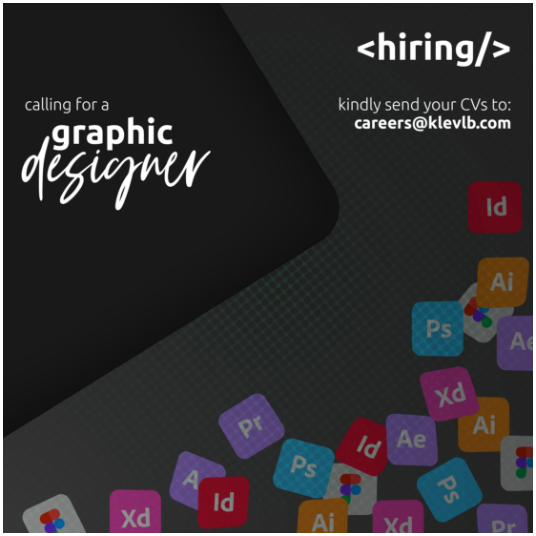 <hiring/>
calling for a
graphic
designer
kindly send your CVs to:
careers@klevlb.com
Id
Ai
Ps
Ae
Xd
Ai
Pr
Id
Ae
Ps
Ps
A
Id
Xd
Ai
Xd
Pr